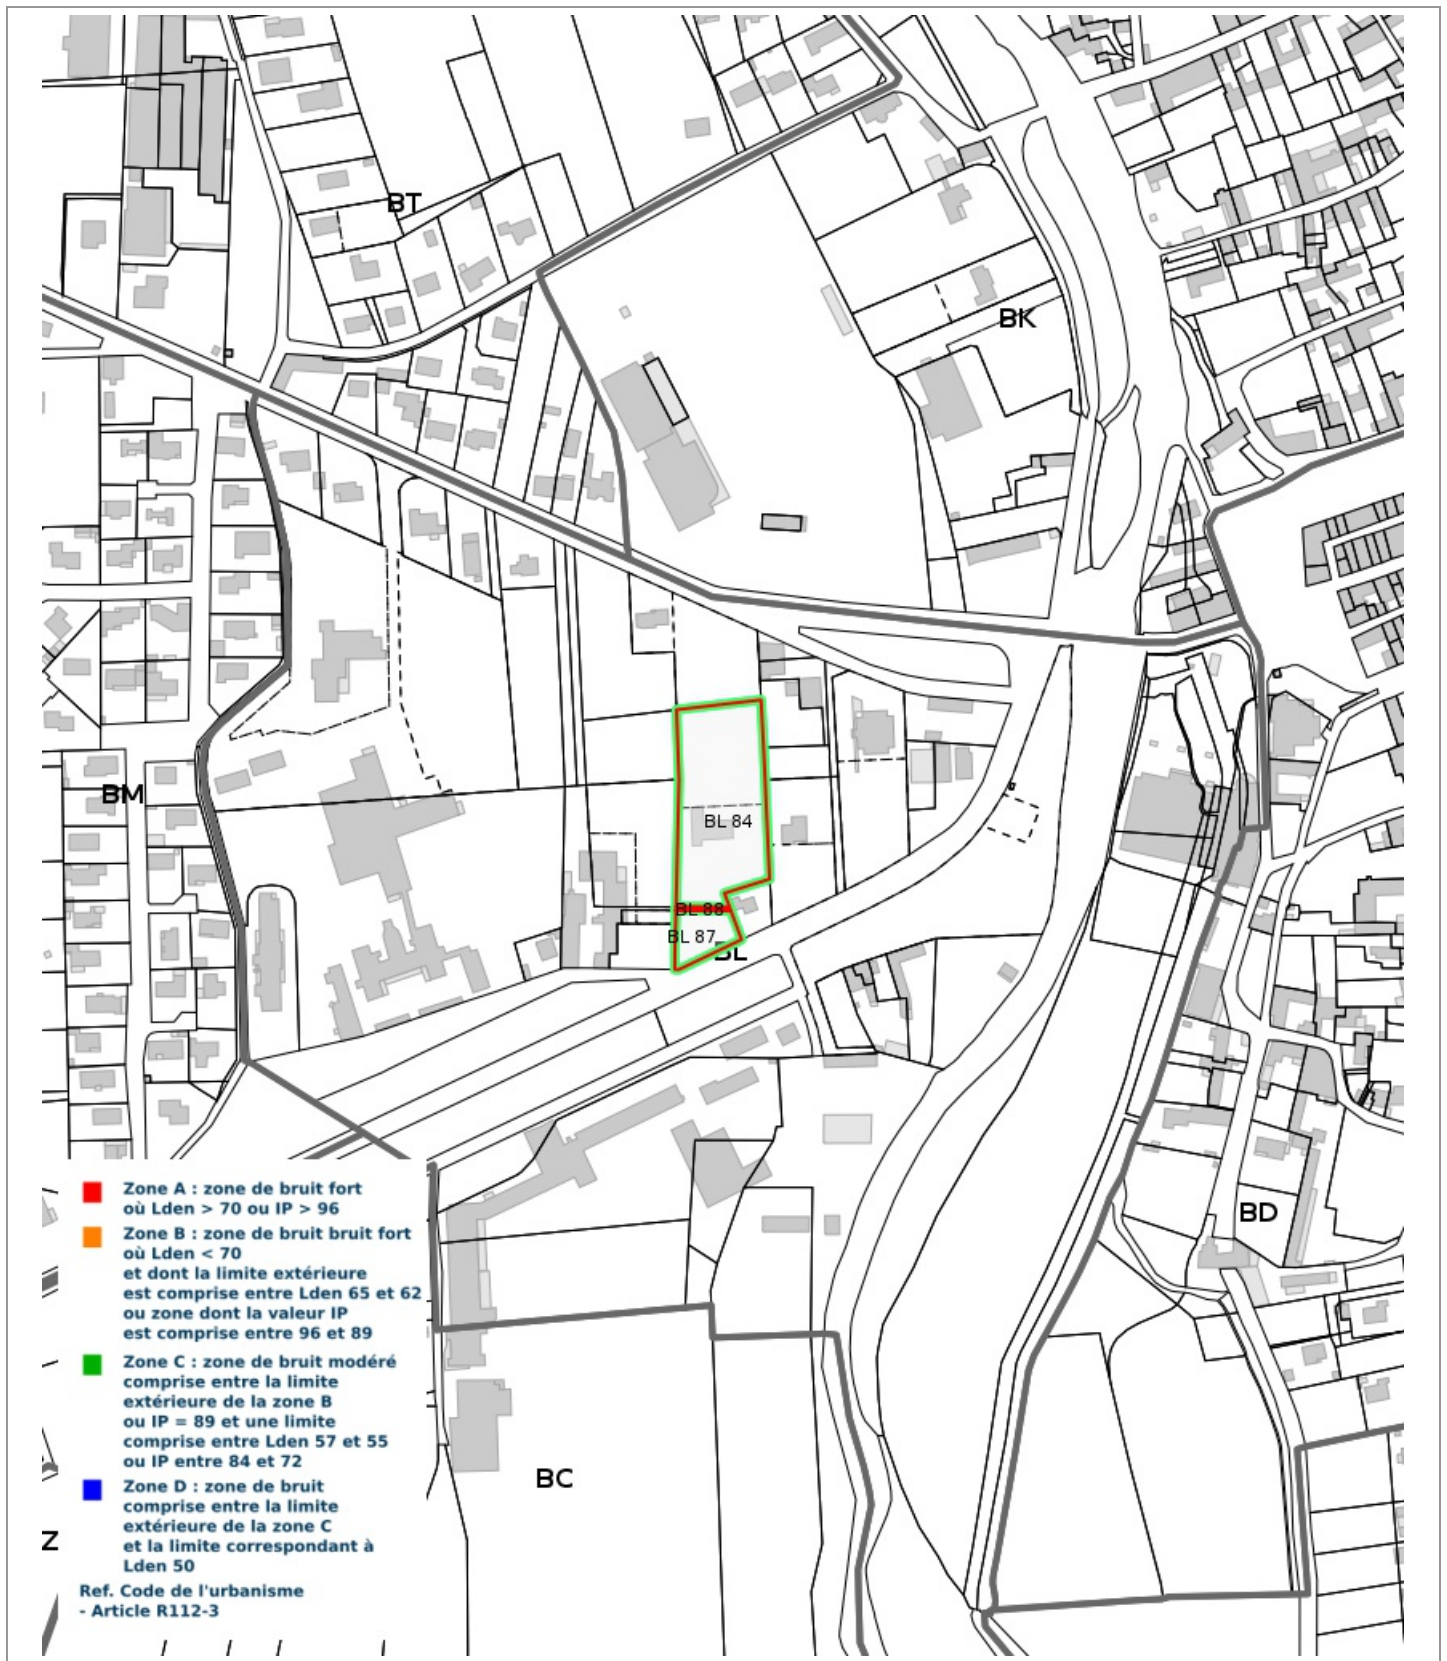 BT
BK
BM
BL 84
BL 88
BL 87
BL
BD
BC
Z
Zone A : zone de bruit fort
où Lden > 70 ou IP > 96
Zone B : zone de bruit bruit fort
où Lden < 70
et dont la limite extérieure
est comprise entre Lden 65 et 62
ou zone dont la valeur IP
est comprise entre 96 et 89
Zone C : zone de bruit modéré
comprise entre la limite
extérieure de la zone B
ou IP = 89 et une limite
comprise entre Lden 57 et 55
ou IP entre 84 et 72
Zone D : zone de bruit
comprise entre la limite
extérieure de la zone C
et la limite correspondant à
Lden 50
Ref. Code de l'urbanisme
- Article R112-3